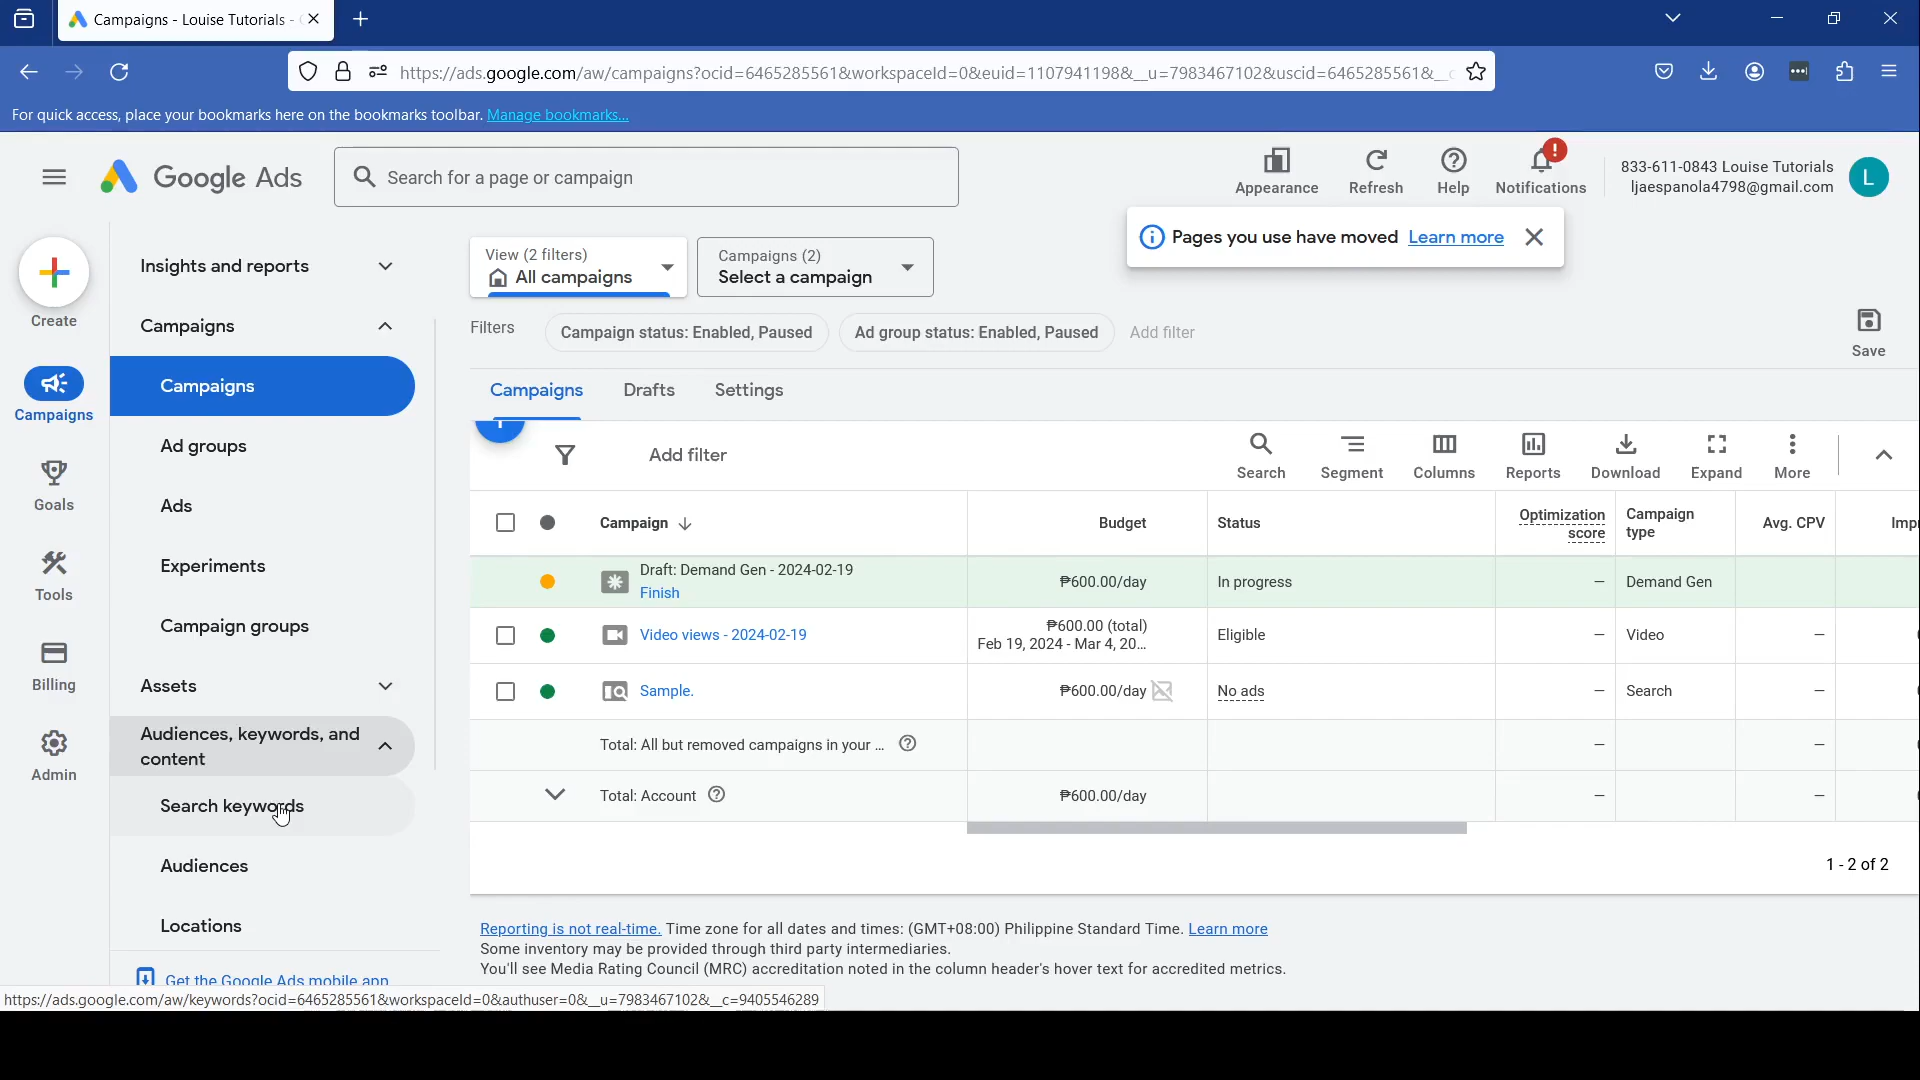 Campaigns - Louise Tutorials -
https://ads.google.com/aw/campaigns?ocid=6465285561&workspaceId=0&euid=1107941198&__u=7983467102&uscid=6465285561&__c
For quick access, place your bookmarks here on the bookmarks toolbar. Manage bookmarks...
Google Ads
Search for a page or campaign
Appearance
Refresh
Help
!
Notifications
833-611-0843 Louise Tutorials
ljaespanola4798@gmail.com
L
Pages you use have moved Learn more
Create
Campaigns
Goals
Tools
Billing
Admin
Insights and reports
Campaigns
Campaigns
Ad groups
Ads
Experiments
Campaign groups
Assets
Audiences, keywords, and
content
Search keywords
Audiences
Locations
Get the Google Ads mobile app
View (2 filters)
All campaigns
Campaigns (2)
Select a campaign
Filters
Campaign status: Enabled, Paused
Ad group status: Enabled, Paused
Add filter
Save
Campaigns
Drafts
Settings
Add filter
Search
Segment
Columns
Reports
Download
Expand
More
Campaign
Budget
Status
Optimization
score
Campaign
type
Avg. CPV
Impr
Draft: Demand Gen - 2024-02-19
Finish
₱600.00/day
In progress
–
Demand Gen
Video views - 2024-02-19
₱600.00 (total)
Feb 19, 2024 - Mar 4, 20...
Eligible
–
Video
–
Sample.
₱600.00/day
No ads
–
Search
–
Total: All but removed campaigns in your ...
–
–
Total: Account
₱600.00/day
–
–
1 - 2 of 2
Reporting is not real-time. Time zone for all dates and times: (GMT+08:00) Philippine Standard Time. Learn more
Some inventory may be provided through third party intermediaries.
You'll see Media Rating Council (MRC) accreditation noted in the column header's hover text for accredited metrics.
https://ads.google.com/aw/keywords?ocid=6465285561&workspaceId=0&authuser=0&__u=7983467102&__c=9405546289